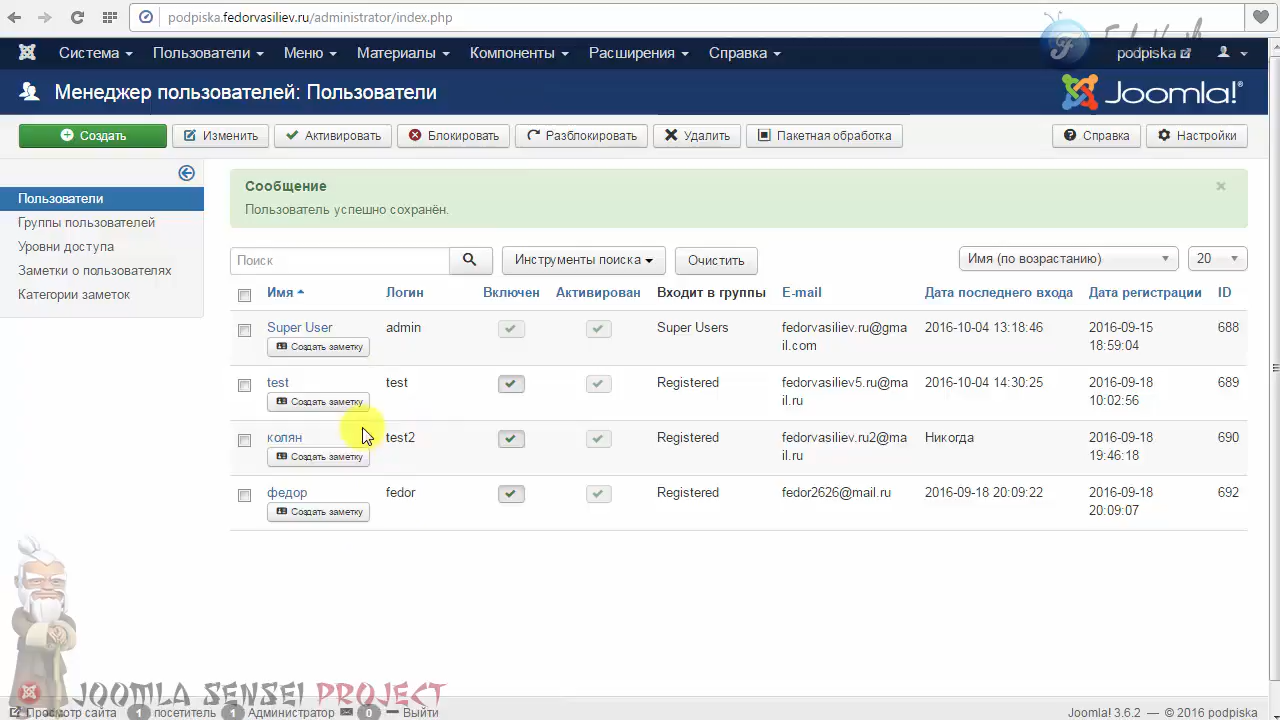 podpiska.fedorvasiliev.ru/administrator/index.php
Система Пользователи Меню Материалы Компоненты Расширения Справка podpiska
Менеджер пользователей: Пользователи Joomla!®
Создать Изменить Активировать Блокировать Разблокировать Удалить Пакетная обработка Справка Настройки
Пользователи
Группы пользователей
Уровни доступа
Заметки о пользователях
Категории заметок
Сообщение ×
Пользователь успешно сохранён.
Поиск Инструменты поиска Очистить Имя (по возрастанию) 20
Имя Логин Включен Активирован Входит в группы E-mail Дата последнего входа Дата регистрации ID
Super User admin Super Users fedorvasiliev.ru@gma 2016-10-04 13:18:46 2016-09-15 688
Создать заметку il.com 18:59:04
test test Registered fedorvasiliev5.ru@ma 2016-10-04 14:30:25 2016-09-18 689
Создать заметку il.ru 10:02:56
колян test2 Registered fedorvasiliev.ru2@ma Никогда 2016-09-18 690
Создать заметку il.ru 19:46:18
федор fedor Registered fedor2626@mail.ru 2016-09-18 20:09:22 2016-09-18 692
Создать заметку 20:09:07
JOOMLA SENSEI PROJECT
Просмотр сайта 1 посетитель 1 Администратор 0 Выйти Joomla! 3.6.2 — © 2016 podpiska